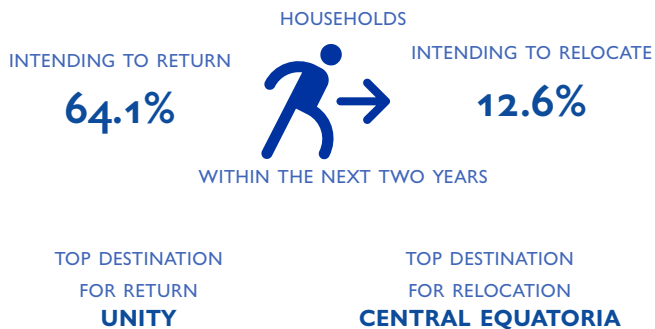 HOUSEHOLDS
INTENDING TO RETURN
64.1%
INTENDING TO RELOCATE
12.6%
WITHIN THE NEXT TWO YEARS
TOP DESTINATION
FOR RETURN
UNITY
TOP DESTINATION
FOR RELOCATION
CENTRAL EQUATORIA